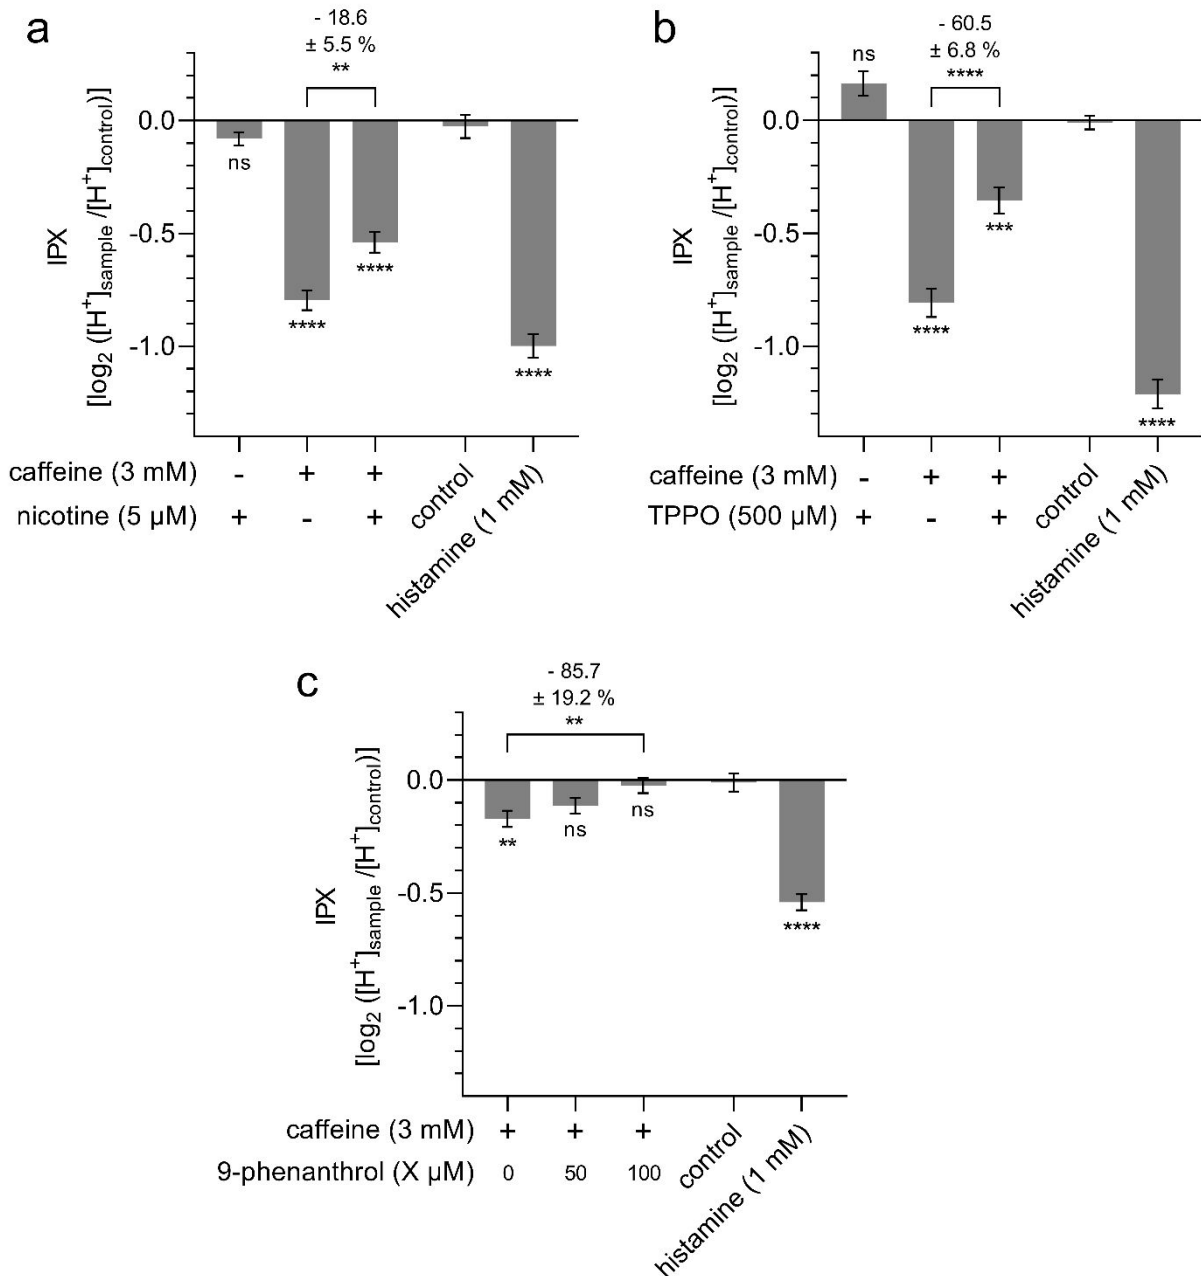 a
- 18.6
± 5.5 %
**
0.0
-0.5
-1.0
IPX
[log2 ([H+]sample /[H+]control)]
ns
****
****
****
caffeine (3 mM) - + +
nicotine (5 µM) + - +
control
histamine (1 mM)
b
- 60.5
± 6.8 %
****
ns
0.0
-0.5
-1.0
IPX
[log2 ([H+]sample /[H+]control)]
***
****
****
caffeine (3 mM) - + +
TPPO (500 µM) + - +
control
histamine (1 mM)
c
- 85.7
± 19.2 %
**
0.0
-0.5
-1.0
IPX
[log2 ([H+]sample /[H+]control)]
**
ns
ns
****
caffeine (3 mM) + + +
9-phenanthrol (X µM) 0 50 100
control
histamine (1 mM)